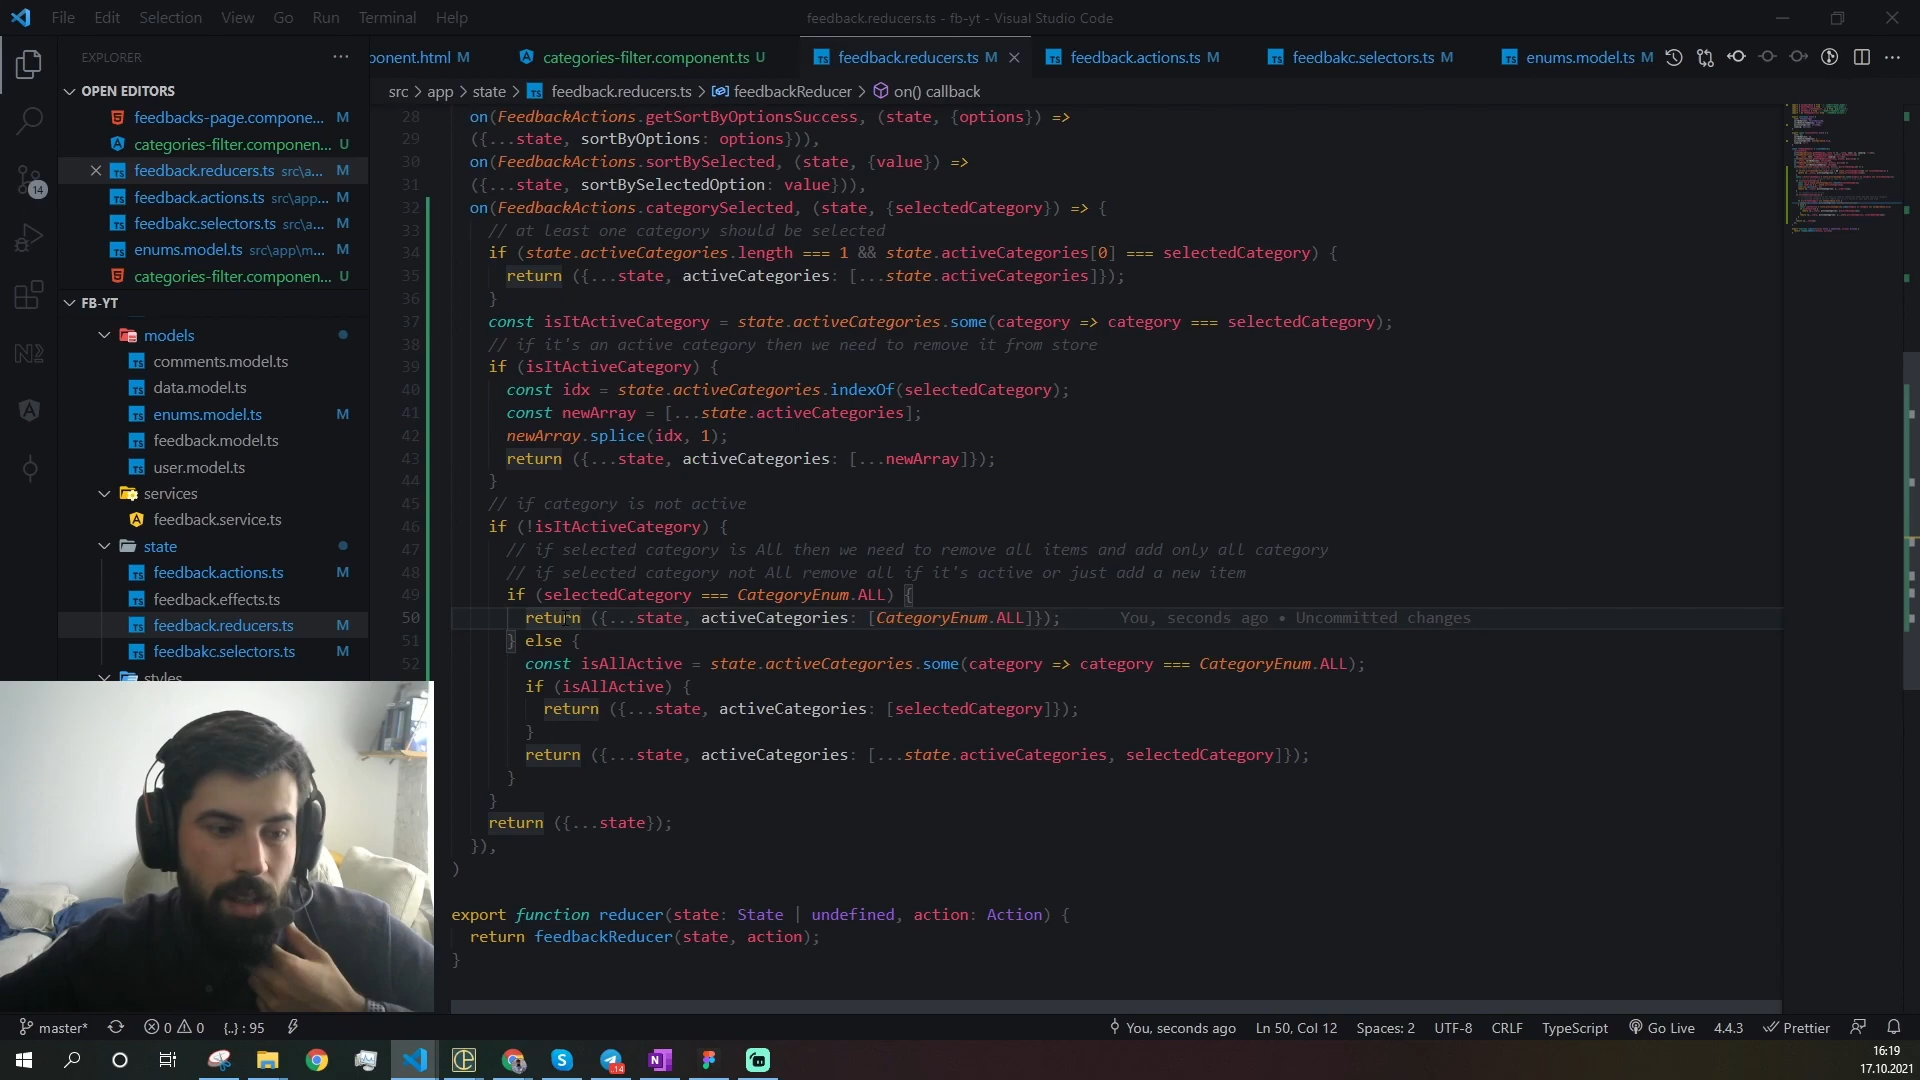 File Edit Selection View Go Run Terminal Help
feedback.reducers.ts - fb-yt - Visual Studio Code
EXPLORER
ponent.html M
categories-filter.component.ts U
feedback.reducers.ts M
feedback.actions.ts M
feedbakc.selectors.ts M
enums.model.ts M
OPEN EDITORS
src > app > state > feedback.reducers.ts > feedbackReducer > on() callback
feedbacks-page.compone... M
categories-filter.componen... U
feedback.reducers.ts src\a... M
feedback.actions.ts src\app... M
feedbakc.selectors.ts src\a... M
enums.model.ts src\app\m... M
categories-filter.componen... U
FB-YT
models
comments.model.ts
data.model.ts
enums.model.ts M
feedback.model.ts
user.model.ts
services
feedback.service.ts
state
feedback.actions.ts M
feedback.effects.ts
feedback.reducers.ts M
feedbakc.selectors.ts M
styles
14
28 on(FeedbackActions.getSortByOptionsSuccess, (state, {options}) =>
29 ({...state, sortByOptions: options})),
30 on(FeedbackActions.sortBySelected, (state, {value}) =>
31 ({...state, sortBySelectedOption: value})),
32 on(FeedbackActions.categorySelected, (state, {selectedCategory}) => {
33 // at least one category should be selected
34 if (state.activeCategories.length === 1 && state.activeCategories[0] === selectedCategory) {
35 return ({...state, activeCategories: [...state.activeCategories]});
36 }
37 const isItActiveCategory = state.activeCategories.some(category => category === selectedCategory);
38 // if it's an active category then we need to remove it from store
39 if (isItActiveCategory) {
40 const idx = state.activeCategories.indexOf(selectedCategory);
41 const newArray = [...state.activeCategories];
42 newArray.splice(idx, 1);
43 return ({...state, activeCategories: [...newArray]});
44 }
45 // if category is not active
46 if (!isItActiveCategory) {
47 // if selected category is All then we need to remove all items and add only all category
48 // if selected category not All remove all if it's active or just add a new item
49 if (selectedCategory === CategoryEnum.ALL) {
50 return ({...state, activeCategories: [CategoryEnum.ALL]}); You, seconds ago • Uncommitted changes
51 } else {
52 const isAllActive = state.activeCategories.some(category => category === CategoryEnum.ALL);
if (isAllActive) {
return ({...state, activeCategories: [selectedCategory]});
}
return ({...state, activeCategories: [...state.activeCategories, selectedCategory]});
}
}
return ({...state});
}),
)
export function reducer(state: State | undefined, action: Action) {
return feedbackReducer(state, action);
}
master* 0 0 {..} : 95 You, seconds ago Ln 50, Col 12 Spaces: 2 UTF-8 CRLF TypeScript Go Live 4.4.3 Prettier
16:19
17.10.2021